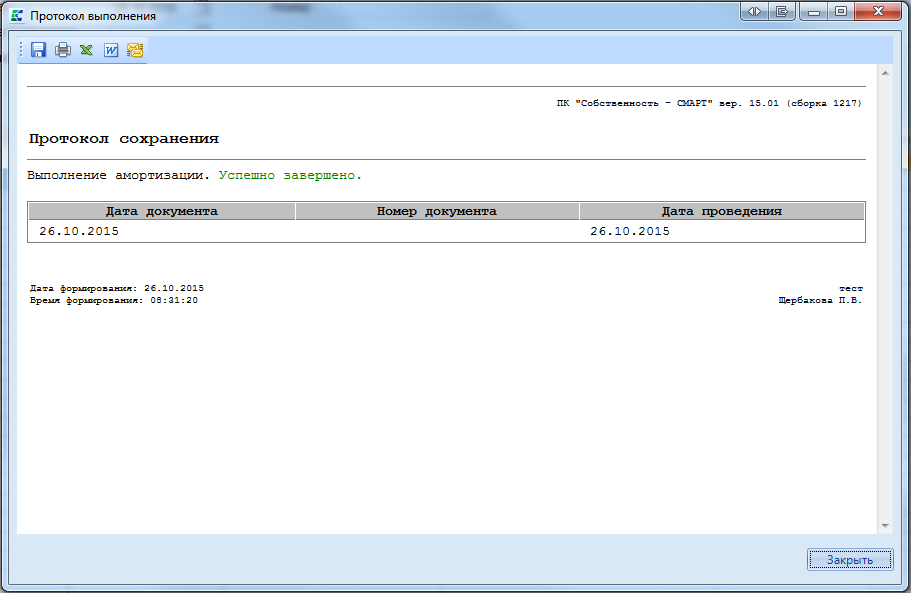 Протокол выполнения
ПК "Собственность - СМАРТ" вер. 15.01 (сборка 1217)
Протокол сохранения
Выполнение амортизации. Успешно завершено.
Дата документа Номер документа Дата проведения
26.10.2015 26.10.2015
Дата формирования: 26.10.2015 тест
Время формирования: 08:31:20 Щербакова П.В.
Закрыть